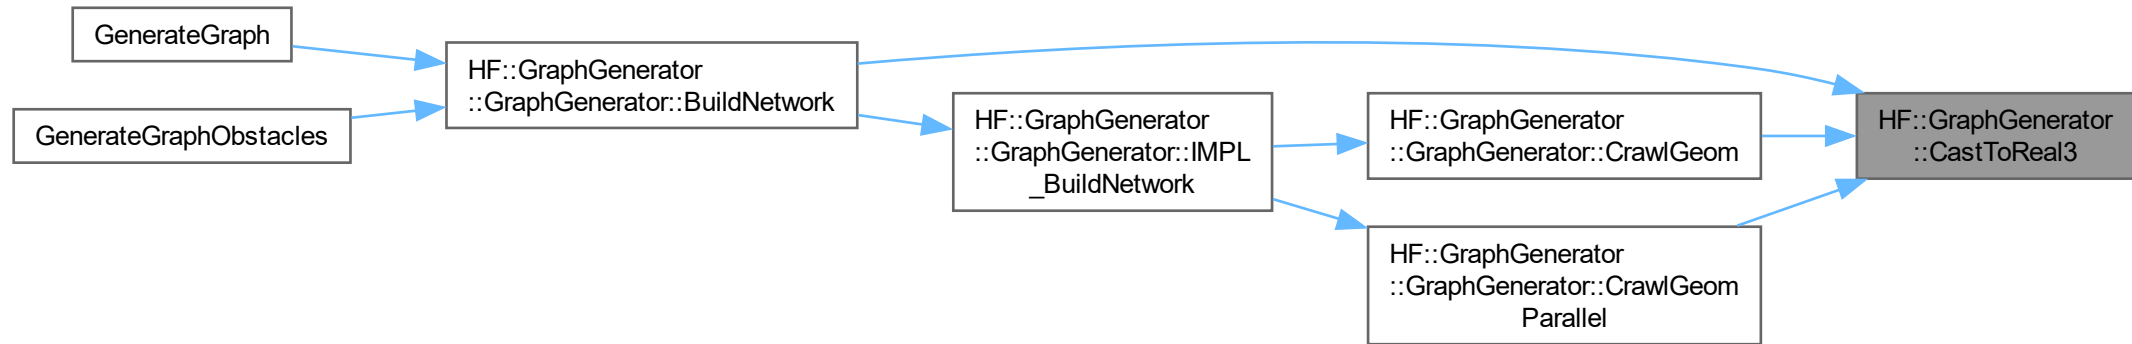 GenerateGraph
GenerateGraphObstacles
HF::GraphGenerator
::GraphGenerator::BuildNetwork
HF::GraphGenerator
::GraphGenerator::IMPL
_BuildNetwork
HF::GraphGenerator
::GraphGenerator::CrawlGeom
HF::GraphGenerator
::GraphGenerator::CrawlGeom
Parallel
HF::GraphGenerator
::CastToReal3